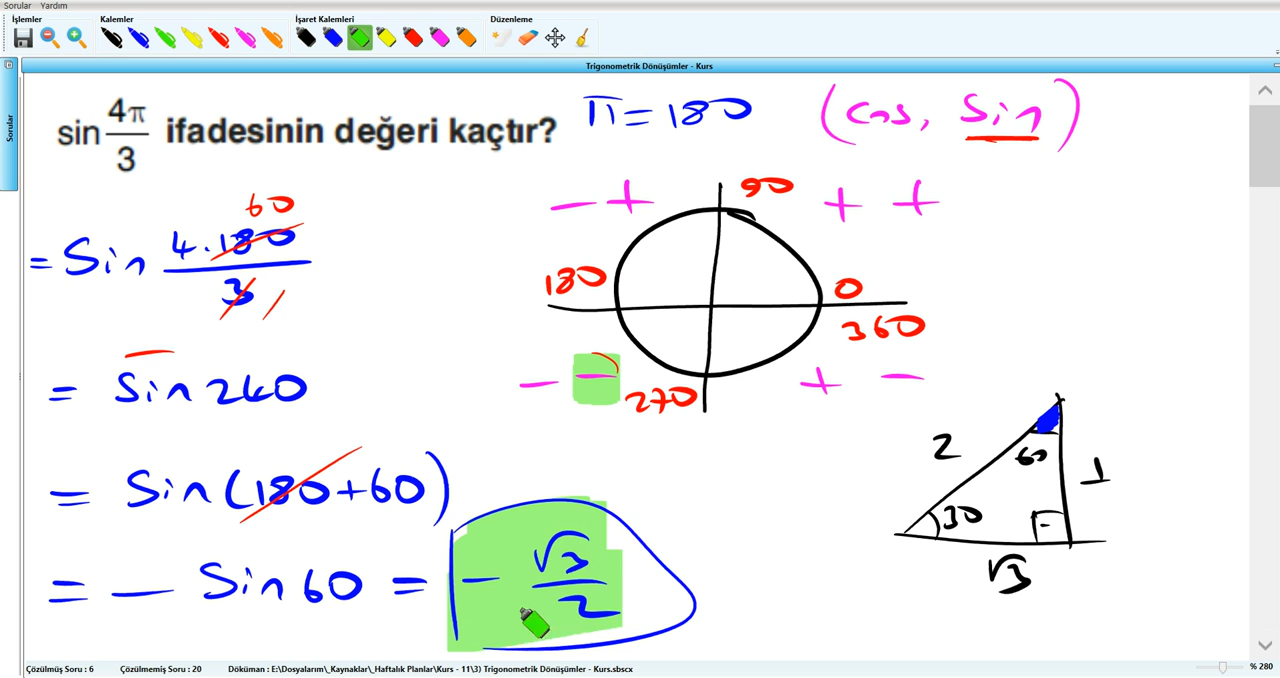 Sorular Yardım
İşlemler Kalemler İşaret Kalemleri Düzenleme
Trigonometrik Dönüşümler - Kurs
Sorular
sin 4π/3 ifadesinin değeri kaçtır?
π = 180
(cos, sin)
= Sin 4.180/3
60
1
= Sin 240
= Sin(180+60)
= - Sin 60 = - √3/2
90
- +
+ +
180
0
360
- -
270
+ -
2
60
1
30
√3
Çözülmüş Soru : 6 Çözülmemiş Soru : 20 Döküman : E:\Dosyalarım\_Kaynaklar\_Haftalık Planlar\Kurs - 11\3) Trigonometrik Dönüşümler - Kurs.sbscx % 280